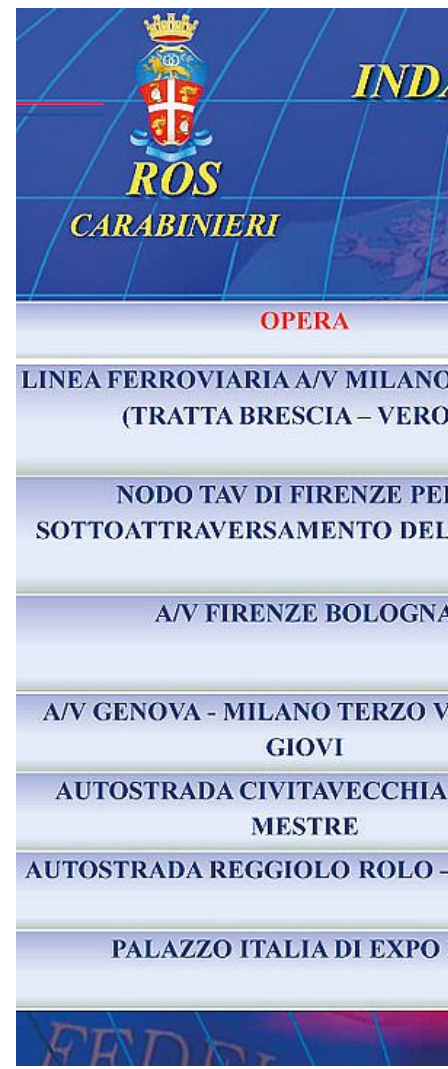 INDA
ROS
CARABINIERI
OPERA
LINEA FERROVIARIA A/V MILANO
(TRATTA BRESCIA – VERO
NODO TAV DI FIRENZE PE
SOTTOATTRAVERSAMENTO DEL
A/V FIRENZE BOLOGNA
A/V GENOVA - MILANO TERZO V
GIOVI
AUTOSTRADA CIVITAVECCHIA
MESTRE
AUTOSTRADA REGGIOLO ROLO –
PALAZZO ITALIA DI EXPO
FEDEL